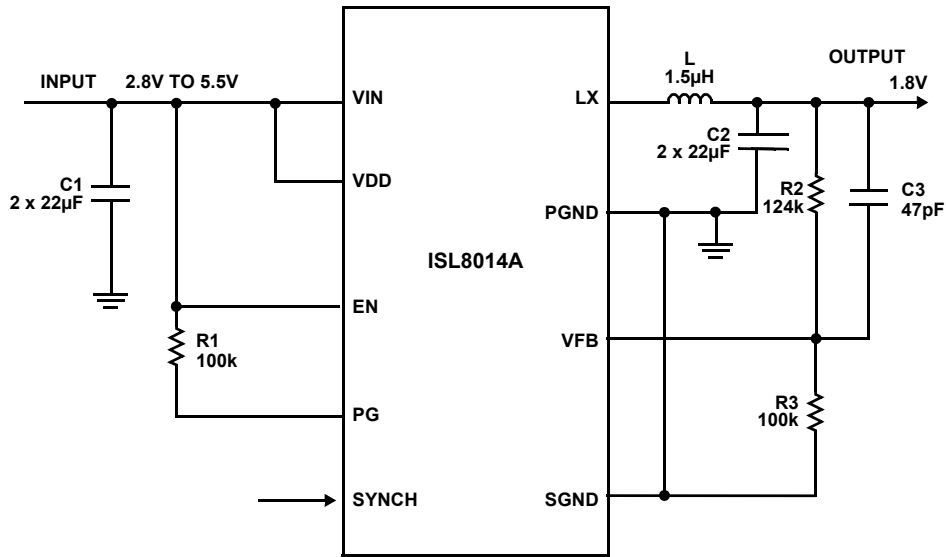 INPUT 2.8V TO 5.5V
C1
2 x 22µF
R1
100k
VIN
VDD
EN
PG
SYNCH
ISL8014A
LX
PGND
VFB
SGND
L
1.5µH
OUTPUT
1.8V
C2
2 x 22µF
R2
124k
C3
47pF
R3
100k